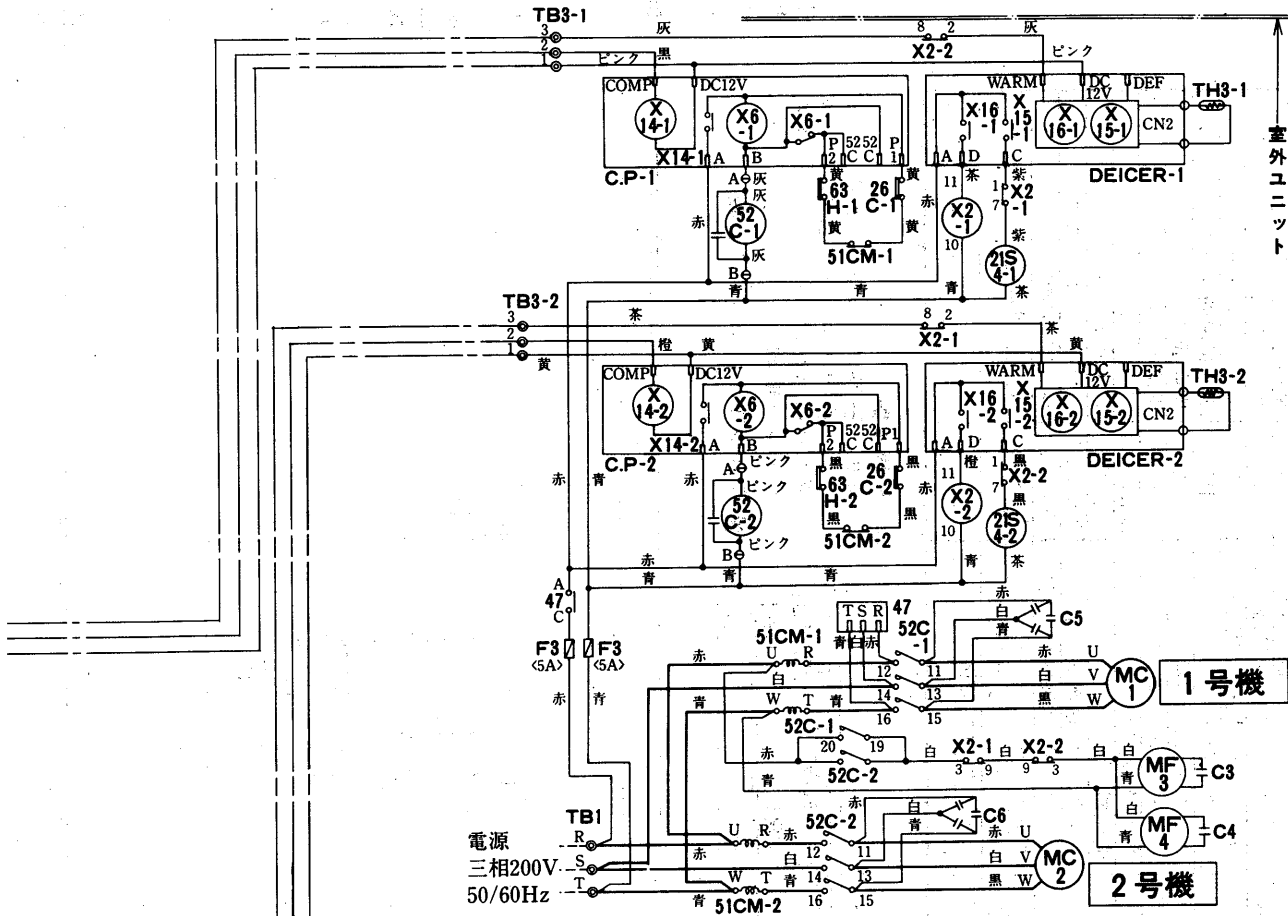 TB3-1
3 灰 8 2 灰
2 黒 X2-2 ピンク
1 ピンク
COMP DC12V WARM DC 12V DEF TH3-1
X 14-1 X6 -1 X6-1 X16 -1 X 15 -1 X 16-1 X 15-1 CN2
X14-1 A B P 2 52 C 52 C P 1 A D C
C.P-1 DEICER-1
室外ユニット
A 灰 黄 黄 11 茶 紫
灰 63 H-1 26 C-1 1 X2 -1
赤 52 C-1 赤 X2 -1 7
黄 黄 10 紫
灰 51CM-1 21S 4-1
B 青 青 青 茶
TB3-2
3 茶 8 2 茶
2 橙 黄 X2-1 黄
1 黄
COMP DC12V WARM DC 12V DEF TH3-2
X 14-2 X6 -2 X6-2 X16 -2 X 15 -2 X 16-2 X 15-2 CN2
X14-2 A B P 2 52 C 52 C P1 A D C
C.P-2 DEICER-2
A ピンク 黒 黒 11 橙 1 黒
赤 青 赤 ピンク 63 H-2 26 C-2 赤 X2-2
52 C-2 X2 -2 7 黒
黒 黒 10 21S 4-2
B ピンク 51CM-2
赤 青 青 青 青 茶
A 47 C
F3 <5A> F3 <5A>
赤 青
T S R 47
青 白 赤 52C -1
赤 白 青 C5
51CM-1
赤 U R 赤 12 11 赤 U
白 14 13 白 V MC 1 1号機
青 W T 青 16 15 黒 W
52C-1
20 19 白 X2-1 白 X2-2 白 白
赤 52C-2 3 9 9 3 MF 3 C3
青 青
白 MF 4 C4
青
TB1 52C-2 赤 白 青 C6
電源 R U R 赤 12 11 赤 U
三相200V S 赤 白 14 13 白 V MC 2
50/60Hz T W T 青 16 15 黒 W
青 51CM-2
2号機